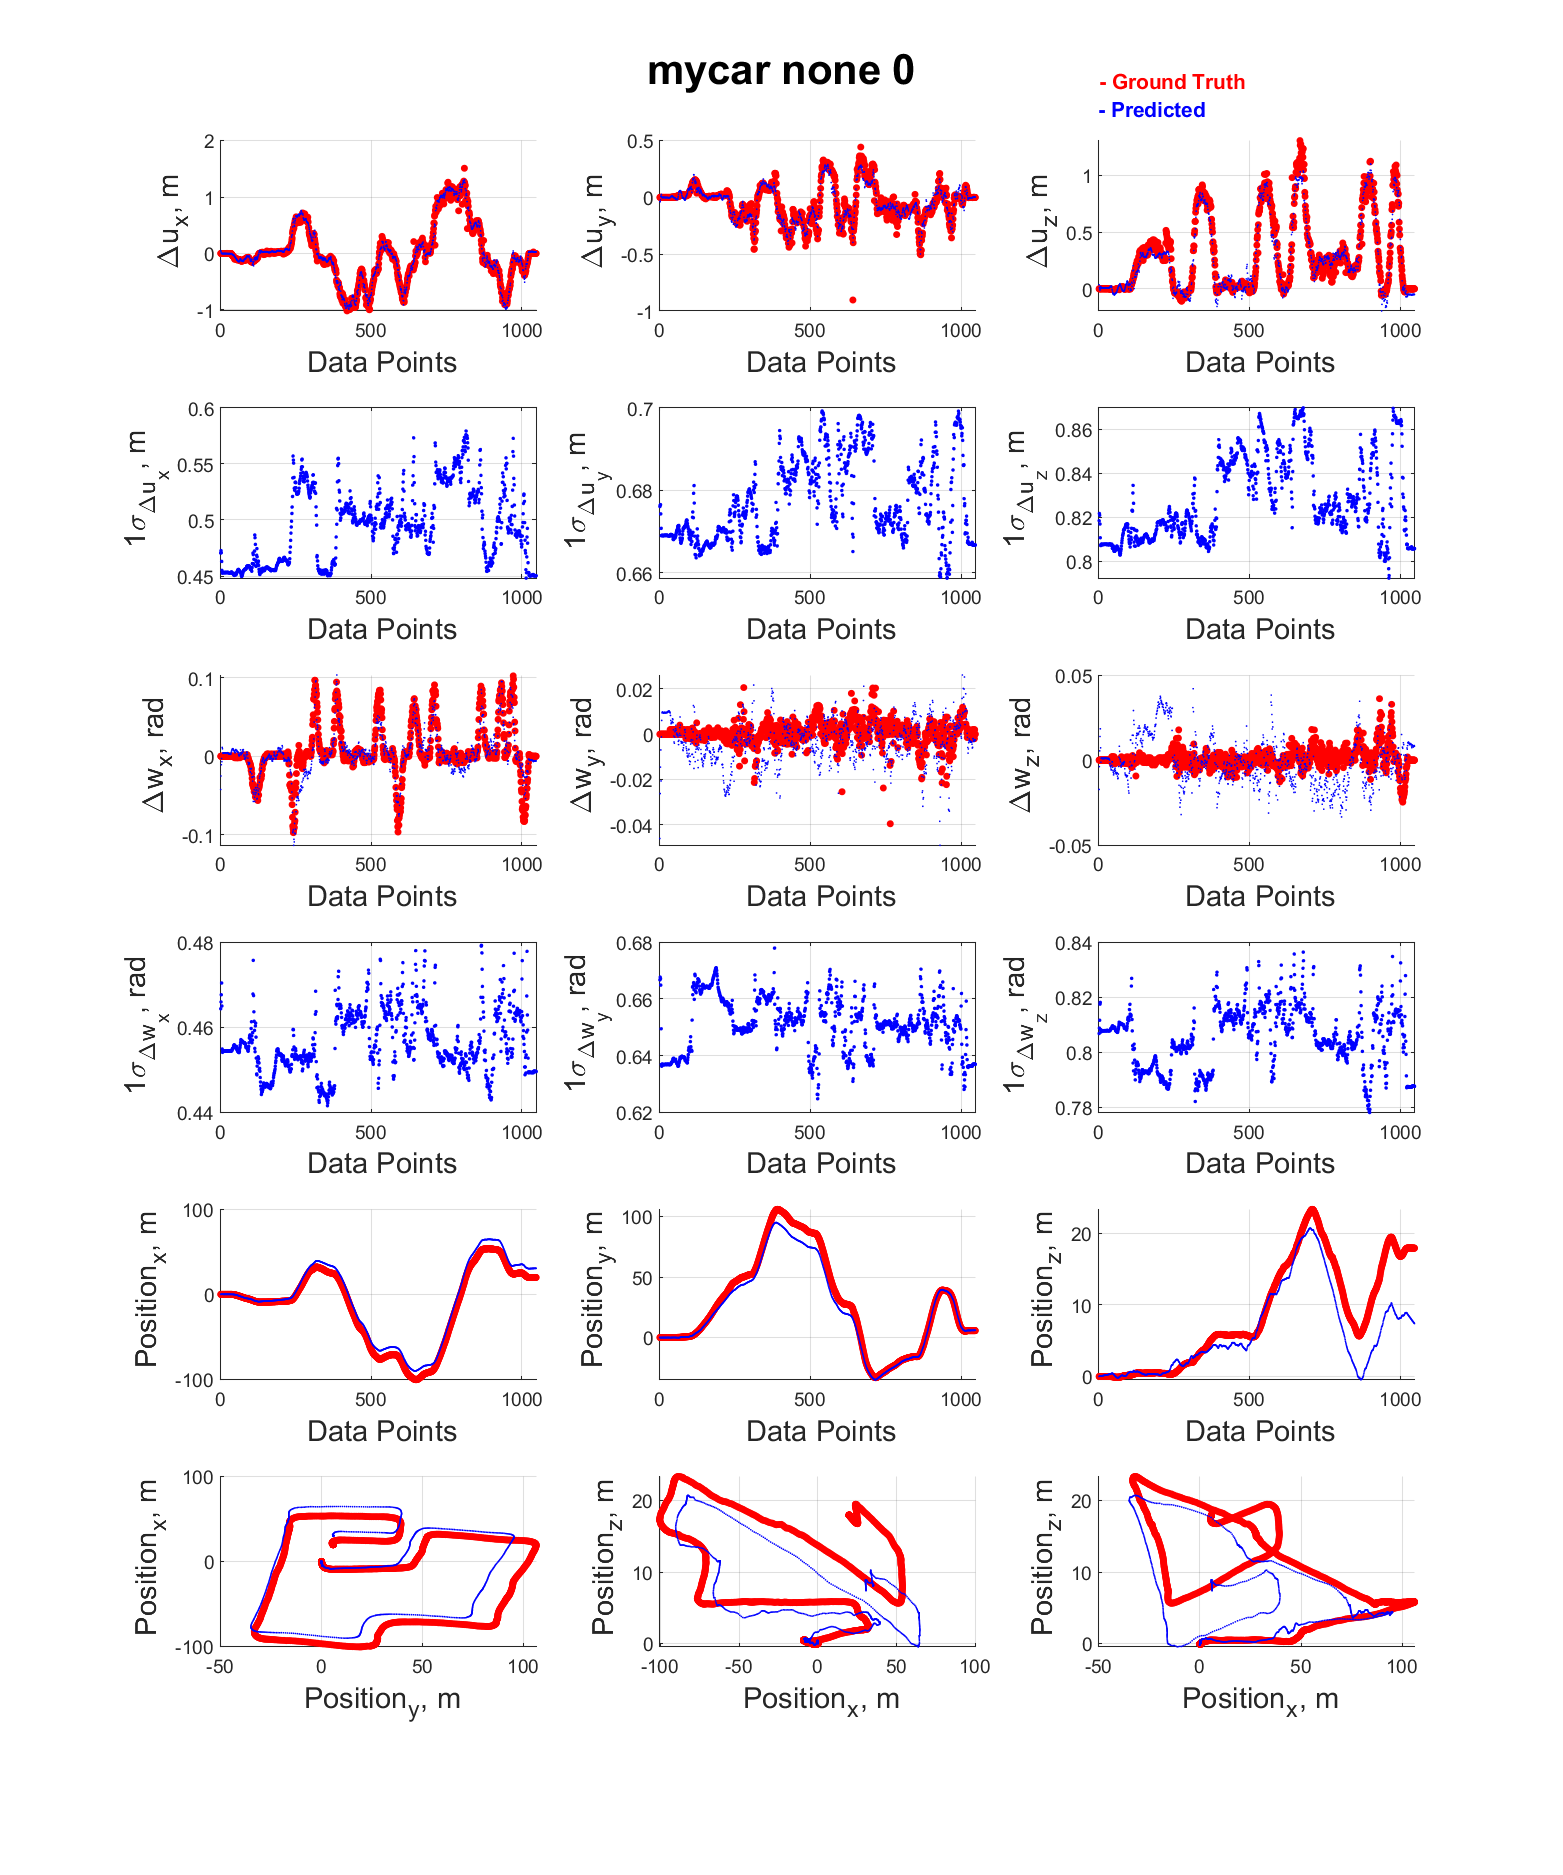 mycar none 0
- Ground Truth
- Predicted
2
1
0
-1
Δu_x, m
0 500 1000
Data Points
0.5
0
-0.5
-1
Δu_y, m
0 500 1000
Data Points
1
0.5
0
Δu_z, m
0 500 1000
Data Points
0.6
0.55
0.5
0.45
1σ_Δu_x, m
0 500 1000
Data Points
0.7
0.68
0.66
1σ_Δu_y, m
0 500 1000
Data Points
0.86
0.84
0.82
0.8
1σ_Δu_z, m
0 500 1000
Data Points
0.1
0
-0.1
Δw_x, rad
0 500 1000
Data Points
0.02
0
-0.02
-0.04
Δw_y, rad
0 500 1000
Data Points
0.05
0
-0.05
Δw_z, rad
0 500 1000
Data Points
0.48
0.46
0.44
1σ_Δw_x, rad
0 500 1000
Data Points
0.68
0.66
0.64
0.62
1σ_Δw_y, rad
0 500 1000
Data Points
0.84
0.82
0.8
0.78
1σ_Δw_z, rad
0 500 1000
Data Points
100
0
-100
Position_x, m
0 500 1000
Data Points
100
50
0
Position_y, m
0 500 1000
Data Points
20
10
0
Position_z, m
0 500 1000
Data Points
100
0
-100
Position_x, m
-50 0 50 100
Position_y, m
20
10
0
Position_z, m
-100 -50 0 50 100
Position_x, m
20
10
0
Position_z, m
-50 0 50 100
Position_x, m